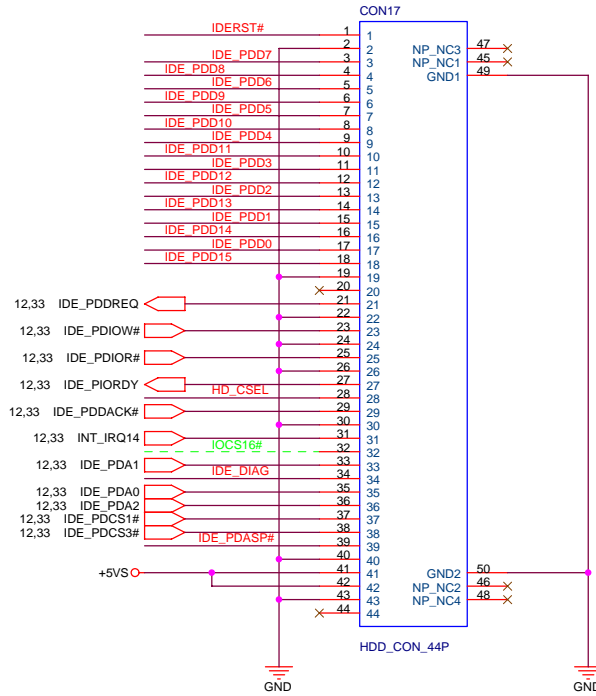 CON17
IDERST# 1 1
2 2 NP_NC3 47
IDE_PDD7 3 3 NP_NC1 45
IDE_PDD8 4 4 GND1 49
IDE_PDD6 5 5
IDE_PDD9 6 6
IDE_PDD5 7 7
IDE_PDD10 8 8
IDE_PDD4 9 9
IDE_PDD11 10 10
IDE_PDD3 11 11
IDE_PDD12 12 12
IDE_PDD2 13 13
IDE_PDD13 14 14
IDE_PDD1 15 15
IDE_PDD14 16 16
IDE_PDD0 17 17
IDE_PDD15 18 18
19 19
20 20
12,33 IDE_PDDREQ 21 21
22 22
12,33 IDE_PDIOW# 23 23
24 24
12,33 IDE_PDIOR# 25 25
26 26
12,33 IDE_PIORDY 27 27
HD_CSEL 28 28
12,33 IDE_PDDACK# 29 29
30 30
12,33 INT_IRQ14 31 31
IOCS16# 32 32
12,33 IDE_PDA1 33 33
IDE_DIAG 34 34
12,33 IDE_PDA0 35 35
12,33 IDE_PDA2 36 36
12,33 IDE_PDCS1# 37 37
12,33 IDE_PDCS3# 38 38
IDE_PDASP# 39 39
40 40
+5VS 41 41 GND2 50
42 42 NP_NC2 46
43 43 NP_NC4 48
44 44
HDD_CON_44P
GND GND